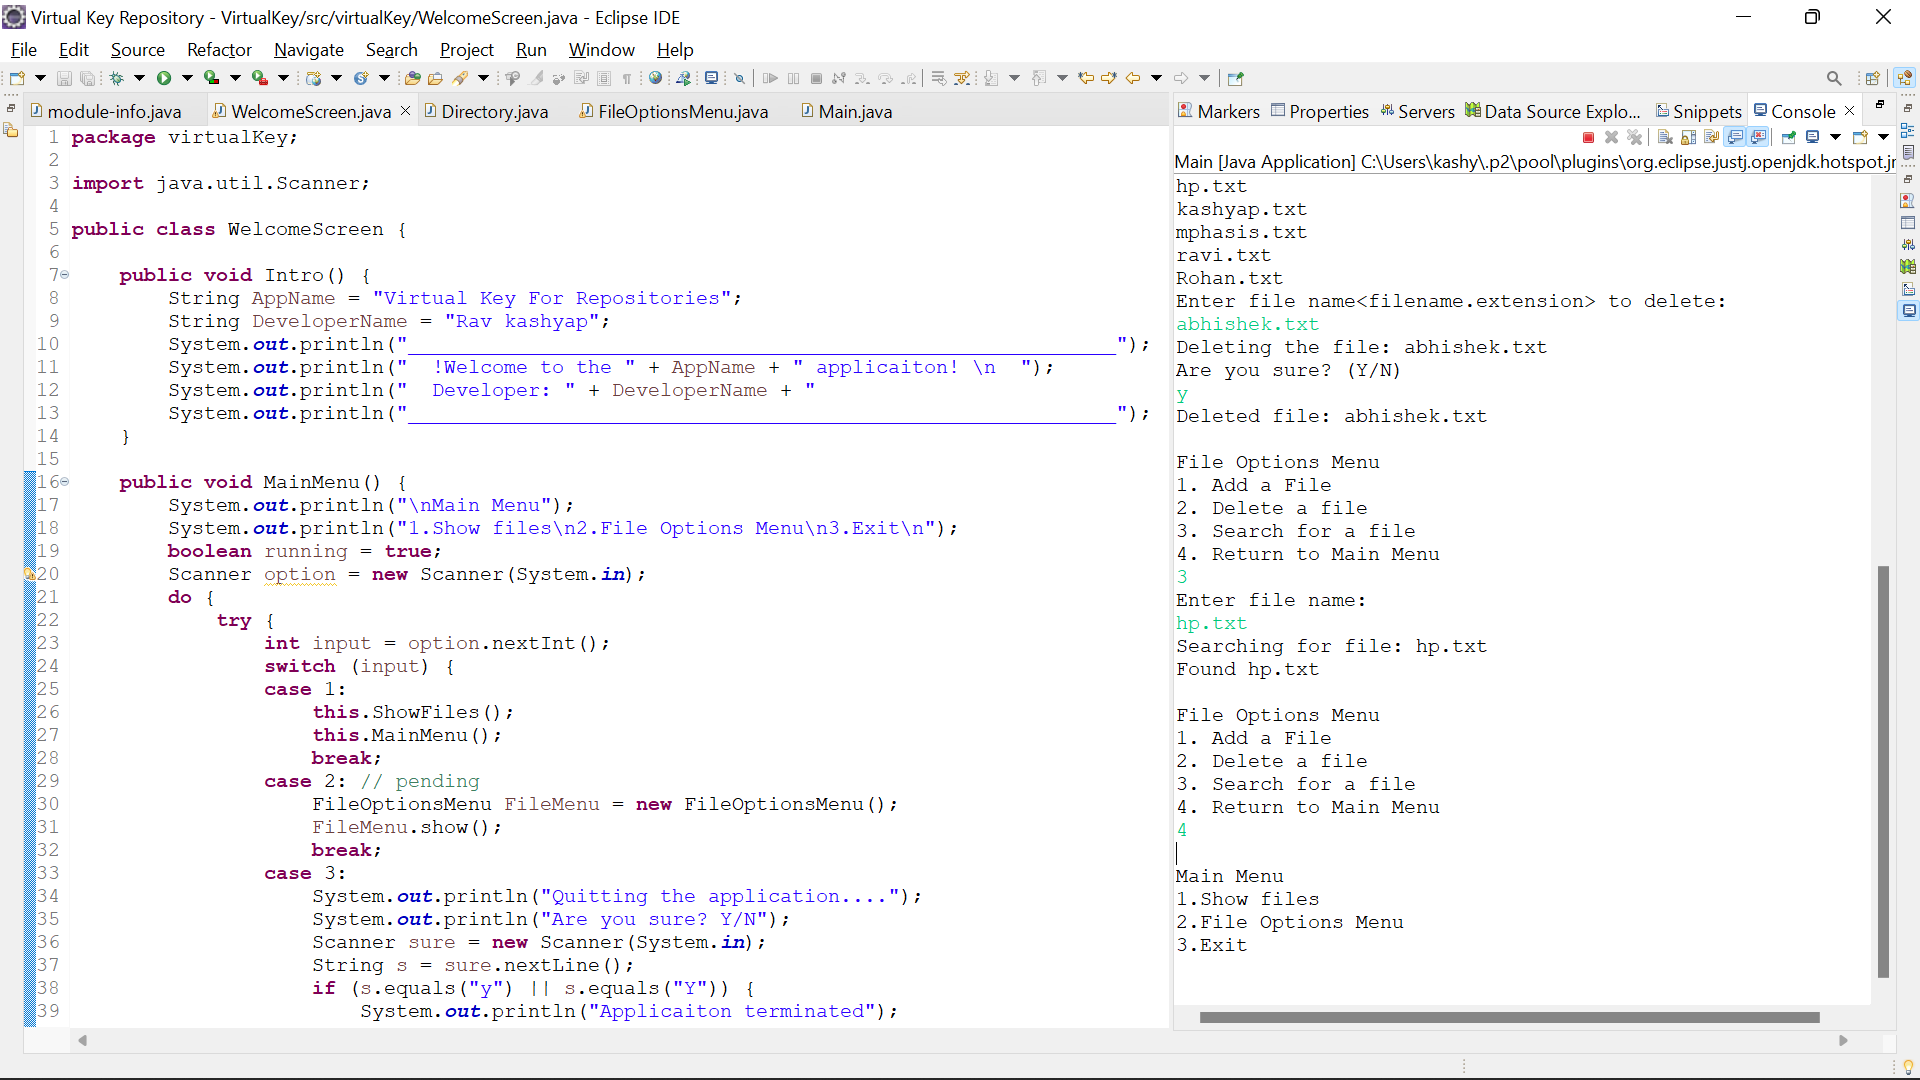 Virtual Key Repository - VirtualKey/src/virtualKey/WelcomeScreen.java - Eclipse IDE
File Edit Source Refactor Navigate Search Project Run Window Help
module-info.java WelcomeScreen.java Directory.java FileOptionsMenu.java Main.java
1 package virtualKey;
2
3 import java.util.Scanner;
4
5 public class WelcomeScreen {
6
7 public void Intro() {
8 String AppName = "Virtual Key For Repositories";
9 String DeveloperName = "Rav kashyap";
10 System.out.println("___________________________________________________________");
11 System.out.println("  !Welcome to the " + AppName + " applicaiton! \n  ");
12 System.out.println("  Developer: " + DeveloperName + "
13 System.out.println("___________________________________________________________");
14 }
15
16 public void MainMenu() {
17 System.out.println("\nMain Menu");
18 System.out.println("1.Show files\n2.File Options Menu\n3.Exit\n");
19 boolean running = true;
20 Scanner option = new Scanner(System.in);
21 do {
22 try {
23 int input = option.nextInt();
24 switch (input) {
25 case 1:
26 this.ShowFiles();
27 this.MainMenu();
28 break;
29 case 2: // pending
30 FileOptionsMenu FileMenu = new FileOptionsMenu();
31 FileMenu.show();
32 break;
33 case 3:
34 System.out.println("Quitting the application....");
35 System.out.println("Are you sure? Y/N");
36 Scanner sure = new Scanner(System.in);
37 String s = sure.nextLine();
38 if (s.equals("y") || s.equals("Y")) {
39 System.out.println("Applicaiton terminated");
Markers Properties Servers Data Source Explo... Snippets Console
Main [Java Application] C:\Users\kashy\.p2\pool\plugins\org.eclipse.justj.openjdk.hotspot.jr
hp.txt
kashyap.txt
mphasis.txt
ravi.txt
Rohan.txt
Enter file name<filename.extension> to delete:
abhishek.txt
Deleting the file: abhishek.txt
Are you sure? (Y/N)
y
Deleted file: abhishek.txt
File Options Menu
1. Add a File
2. Delete a file
3. Search for a file
4. Return to Main Menu
3
Enter file name:
hp.txt
Searching for file: hp.txt
Found hp.txt
File Options Menu
1. Add a File
2. Delete a file
3. Search for a file
4. Return to Main Menu
4
Main Menu
1.Show files
2.File Options Menu
3.Exit